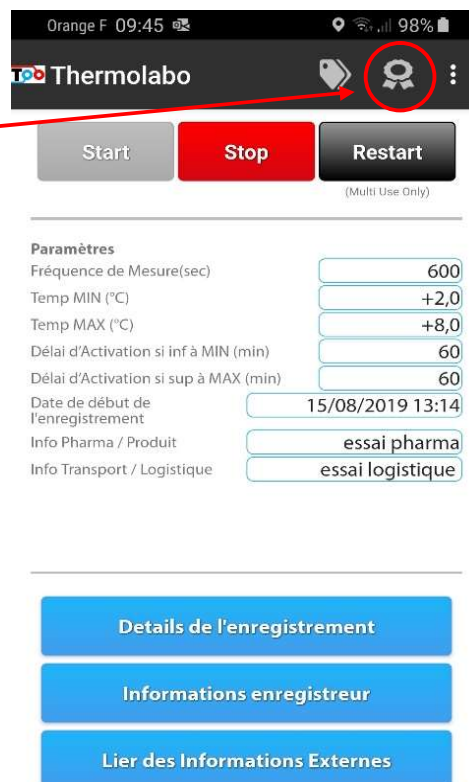 Orange F 09:45 98%
TOD Thermolabo
Start Stop Restart
(Multi Use Only)
Paramètres
Fréquence de Mesure(sec) 600
Temp MIN (°C) +2,0
Temp MAX (°C) +8,0
Délai d'Activation si inf à MIN (min) 60
Délai d'Activation si sup à MAX (min) 60
Date de début de
l'enregistrement 15/08/2019 13:14
Info Pharma / Produit essai pharma
Info Transport / Logistique essai logistique
Details de l'enregistrement
Informations enregistreur
Lier des Informations Externes